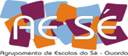 AE SÉ
Agrupamento de Escolas da Sé - Guarda